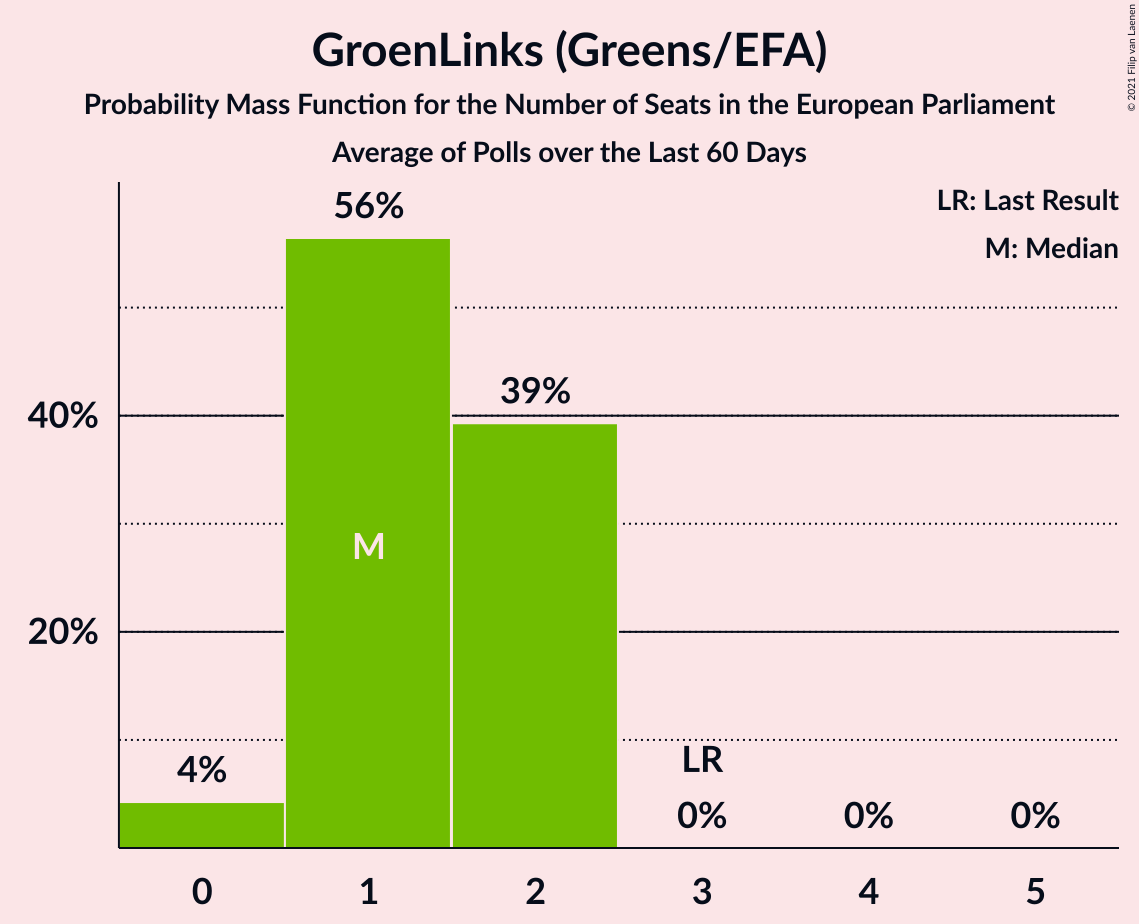 GroenLinks (Greens/EFA)
Probability Mass Function for the Number of Seats in the European Parliament
Average of Polls over the Last 60 Days
© 2021 Filip van Laenen
LR: Last Result
M: Median
56%
39%
40%
M
20%
4%
LR
0%
0%
0%
0
1
2
3
4
5